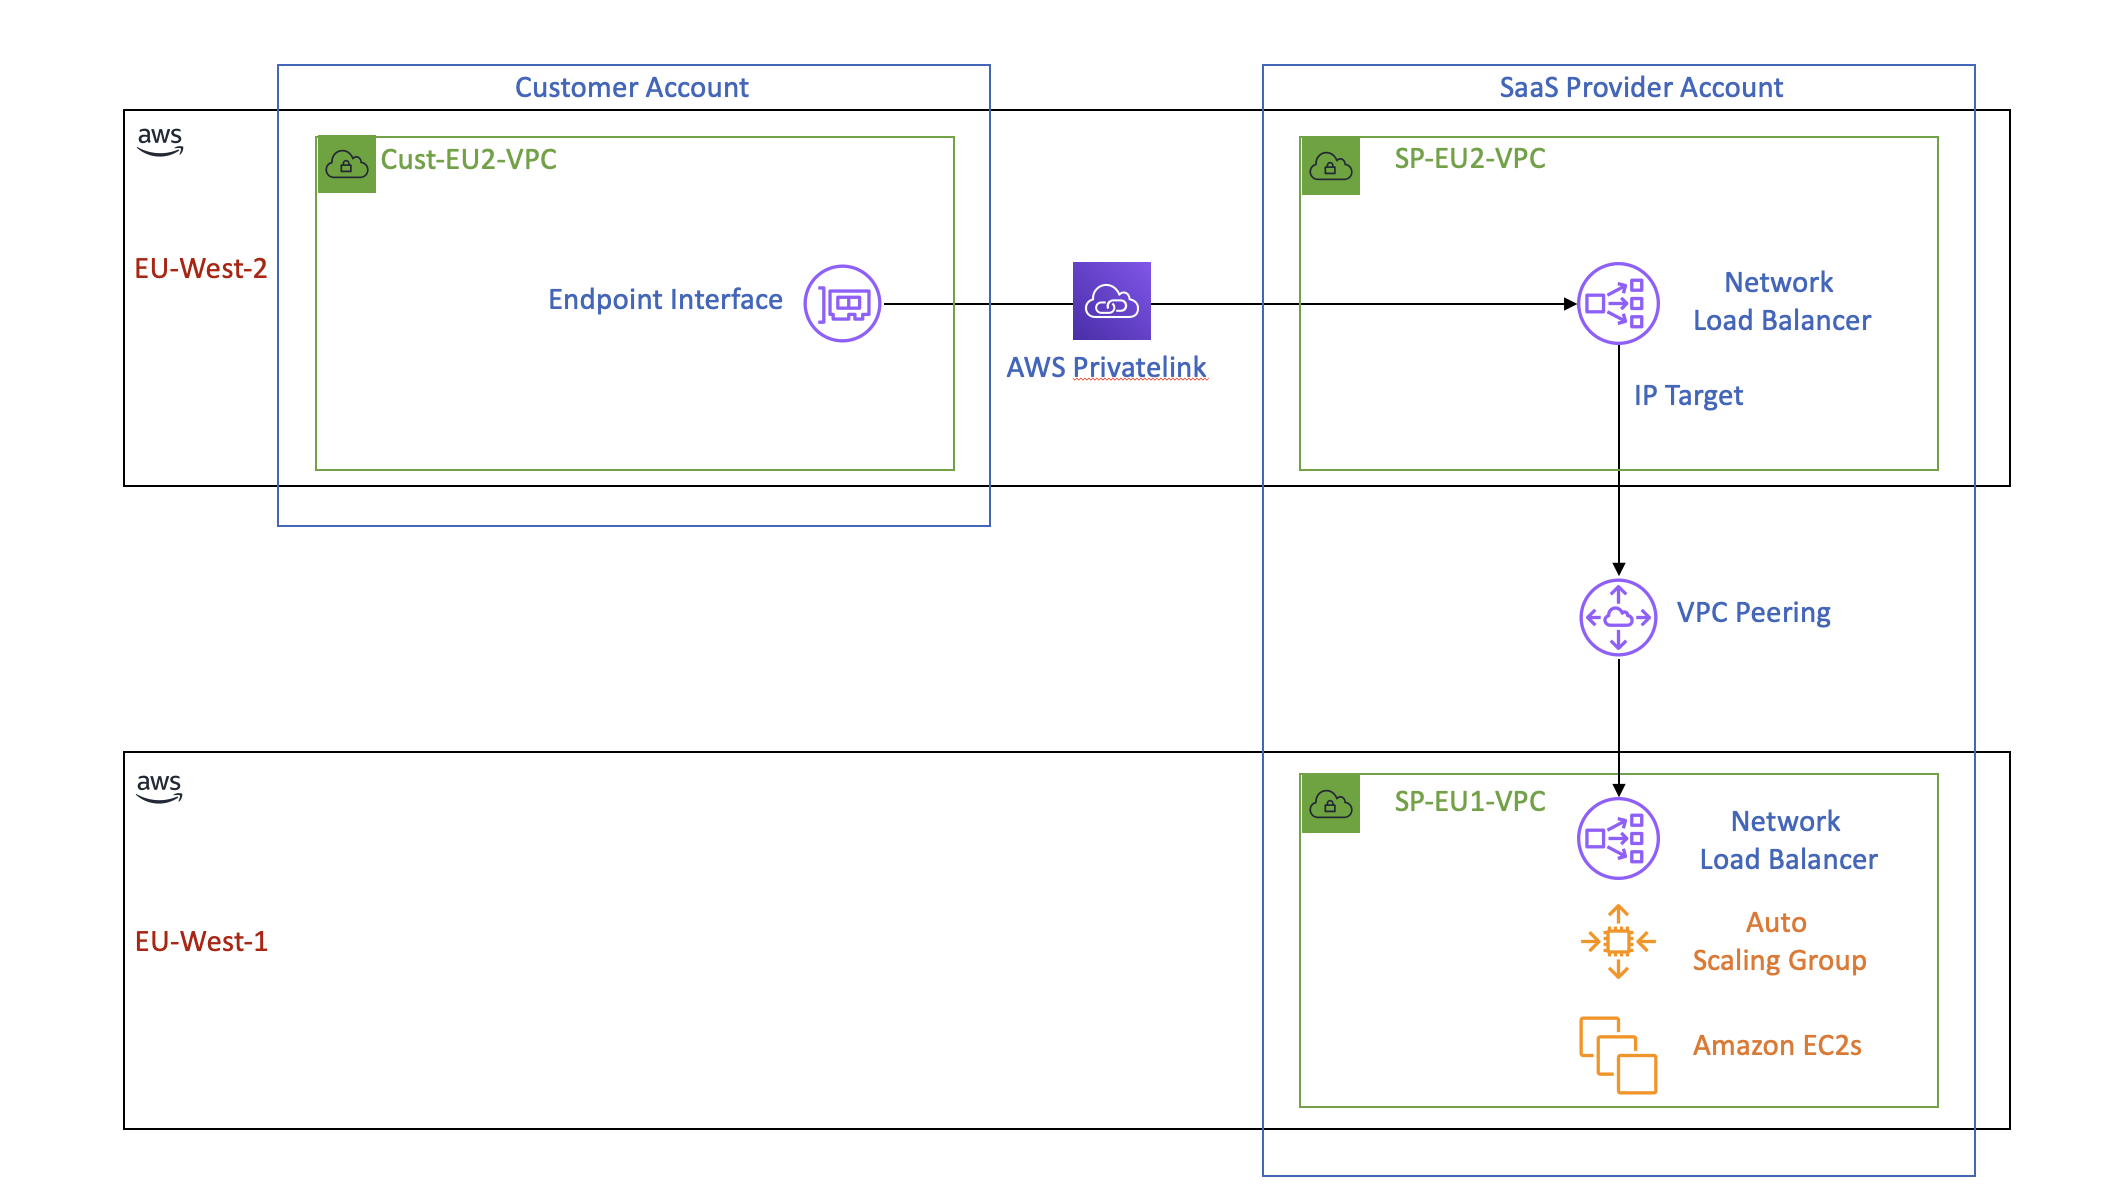 Customer Account
SaaS Provider Account
aws
Cust-EU2-VPC
SP-EU2-VPC
EU-West-2
Endpoint Interface
AWS Privatelink
Network
Load Balancer
IP Target
VPC Peering
aws
SP-EU1-VPC
Network
Load Balancer
EU-West-1
Auto
Scaling Group
Amazon EC2s